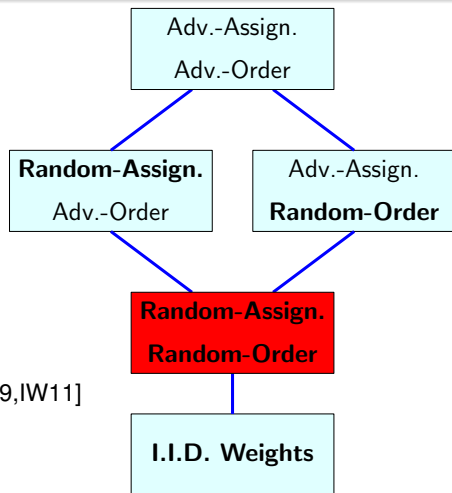 Adv.-Assign.
Adv.-Order
Random-Assign.
Adv.-Order
Adv.-Assign.
Random-Order
Random-Assign.
Random-Order
9,IW11]
I.I.D. Weights